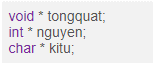 void * tongquat;
int * nguyen;
char * kitu;